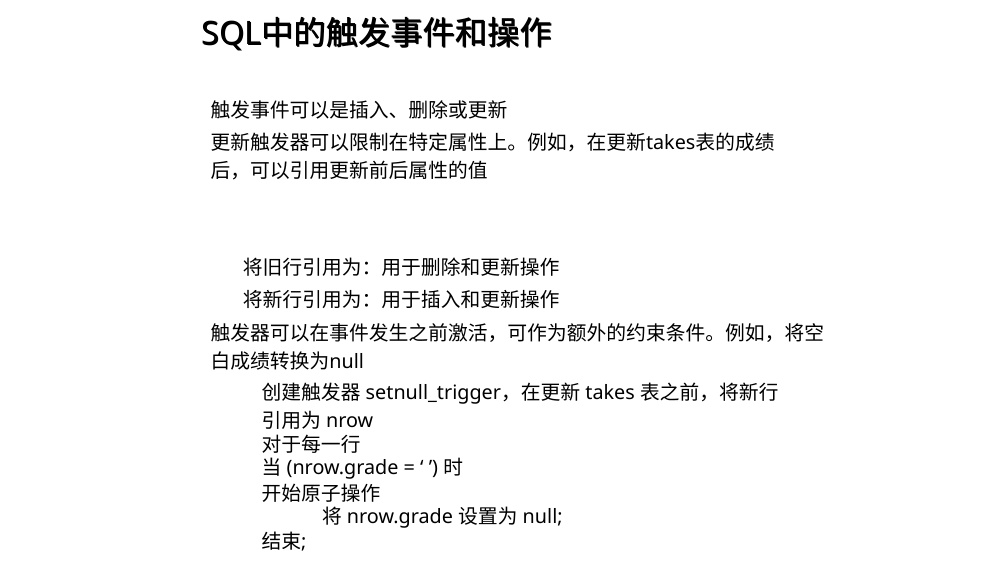 SQL中的触发事件和操作
触发事件可以是插入、删除或更新
更新触发器可以限制在特定属性上。例如，在更新takes表的成绩
后，可以引用更新前后属性的值
将旧行引用为：用于删除和更新操作
将新行引用为：用于插入和更新操作
触发器可以在事件发生之前激活，可作为额外的约束条件。例如，将空
白成绩转换为null
创建触发器 setnull_trigger，在更新 takes 表之前，将新行
引用为 nrow
对于每一行
当 (nrow.grade = ‘ ’) 时
开始原子操作
将 nrow.grade 设置为 null;
结束;